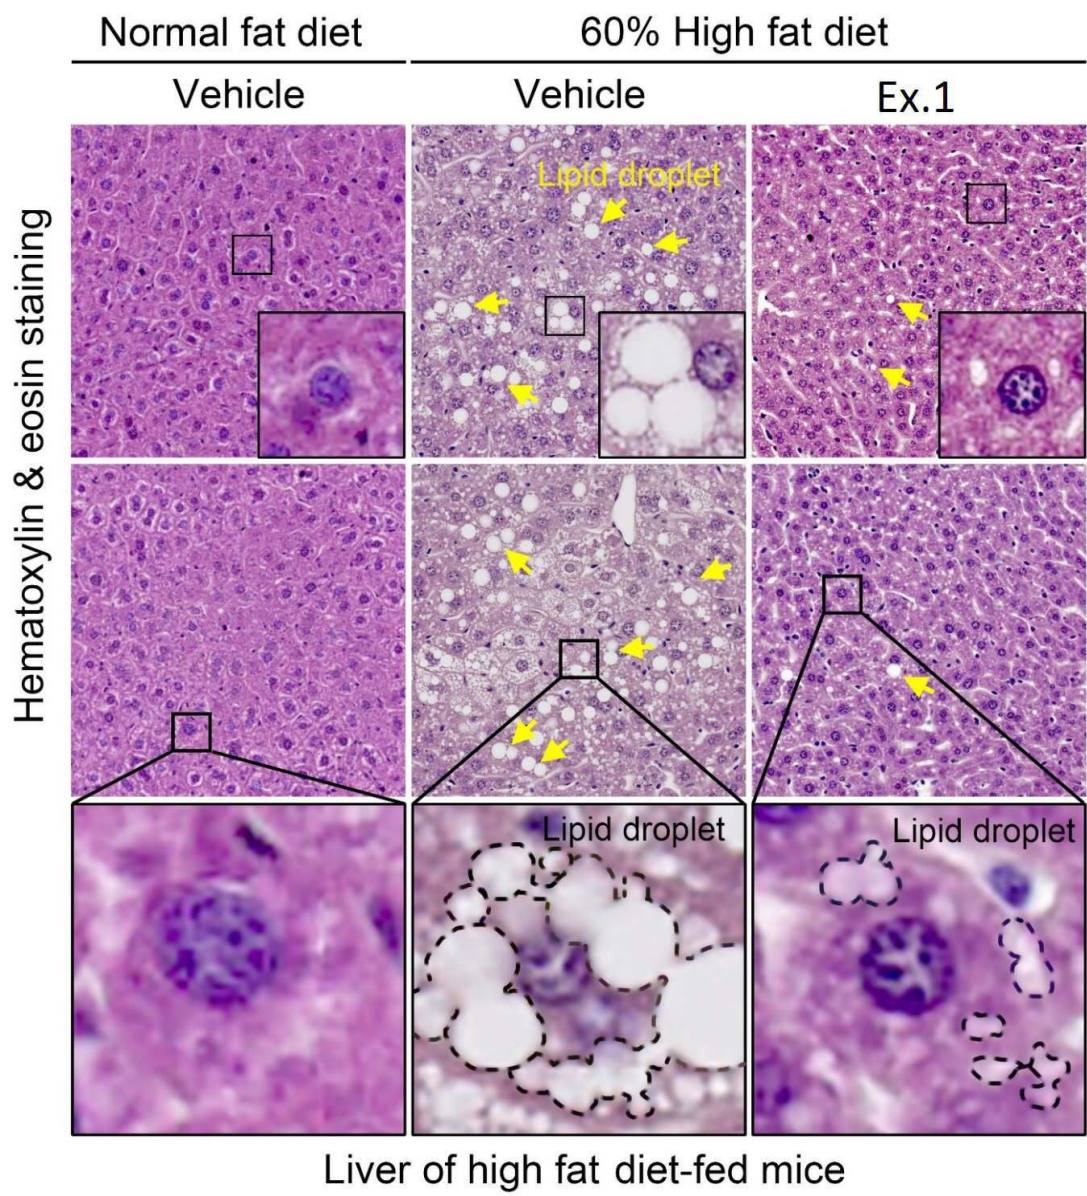 Normal fat diet
60% High fat diet
Vehicle
Vehicle
Ex.1
Hematoxylin & eosin staining
Lipid droplet
Lipid droplet
Lipid droplet
Liver of high fat diet-fed mice